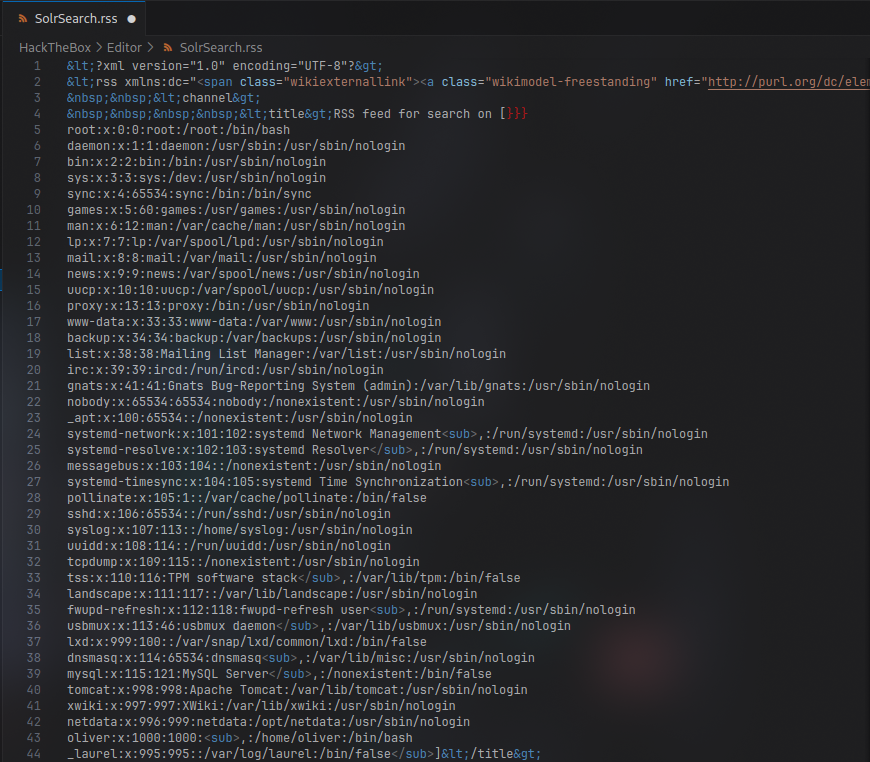 SolrSearch.rss
HackTheBox > Editor > SolrSearch.rss
1 &lt;?xml version="1.0" encoding="UTF-8"?&gt;
2 &lt;rss xmlns:dc="<span class="wikiexternallink"><a class="wikimodel-freestanding" href="http://purl.org/dc/elem
3 &nbsp;&nbsp;&lt;channel&gt;
4 &nbsp;&nbsp;&nbsp;&nbsp;&lt;title&gt;RSS feed for search on [}}}
5 root:x:0:0:root:/root:/bin/bash
6 daemon:x:1:1:daemon:/usr/sbin:/usr/sbin/nologin
7 bin:x:2:2:bin:/bin:/usr/sbin/nologin
8 sys:x:3:3:sys:/dev:/usr/sbin/nologin
9 sync:x:4:65534:sync:/bin:/bin/sync
10 games:x:5:60:games:/usr/games:/usr/sbin/nologin
11 man:x:6:12:man:/var/cache/man:/usr/sbin/nologin
12 lp:x:7:7:lp:/var/spool/lpd:/usr/sbin/nologin
13 mail:x:8:8:mail:/var/mail:/usr/sbin/nologin
14 news:x:9:9:news:/var/spool/news:/usr/sbin/nologin
15 uucp:x:10:10:uucp:/var/spool/uucp:/usr/sbin/nologin
16 proxy:x:13:13:proxy:/bin:/usr/sbin/nologin
17 www-data:x:33:33:www-data:/var/www:/usr/sbin/nologin
18 backup:x:34:34:backup:/var/backups:/usr/sbin/nologin
19 list:x:38:38:Mailing List Manager:/var/list:/usr/sbin/nologin
20 irc:x:39:39:ircd:/run/ircd:/usr/sbin/nologin
21 gnats:x:41:41:Gnats Bug-Reporting System (admin):/var/lib/gnats:/usr/sbin/nologin
22 nobody:x:65534:65534:nobody:/nonexistent:/usr/sbin/nologin
23 _apt:x:100:65534::/nonexistent:/usr/sbin/nologin
24 systemd-network:x:101:102:systemd Network Management<sub>,:/run/systemd:/usr/sbin/nologin
25 systemd-resolve:x:102:103:systemd Resolver</sub>,:/run/systemd:/usr/sbin/nologin
26 messagebus:x:103:104::/nonexistent:/usr/sbin/nologin
27 systemd-timesync:x:104:105:systemd Time Synchronization<sub>,:/run/systemd:/usr/sbin/nologin
28 pollinate:x:105:1::/var/cache/pollinate:/bin/false
29 sshd:x:106:65534::/run/sshd:/usr/sbin/nologin
30 syslog:x:107:113::/home/syslog:/usr/sbin/nologin
31 uuidd:x:108:114::/run/uuidd:/usr/sbin/nologin
32 tcpdump:x:109:115::/nonexistent:/usr/sbin/nologin
33 tss:x:110:116:TPM software stack</sub>,:/var/lib/tpm:/bin/false
34 landscape:x:111:117::/var/lib/landscape:/usr/sbin/nologin
35 fwupd-refresh:x:112:118:fwupd-refresh user<sub>,:/run/systemd:/usr/sbin/nologin
36 usbmux:x:113:46:usbmux daemon</sub>,:/var/lib/usbmux:/usr/sbin/nologin
37 lxd:x:999:100::/var/snap/lxd/common/lxd:/bin/false
38 dnsmasq:x:114:65534:dnsmasq<sub>,:/var/lib/misc:/usr/sbin/nologin
39 mysql:x:115:121:MySQL Server</sub>,:/nonexistent:/bin/false
40 tomcat:x:998:998:Apache Tomcat:/var/lib/tomcat:/usr/sbin/nologin
41 xwiki:x:997:997:XWiki:/var/lib/xwiki:/usr/sbin/nologin
42 netdata:x:996:999:netdata:/opt/netdata:/usr/sbin/nologin
43 oliver:x:1000:1000:<sub>,:/home/oliver:/bin/bash
44 _laurel:x:995:995::/var/log/laurel:/bin/false</sub>]&lt;/title&gt;